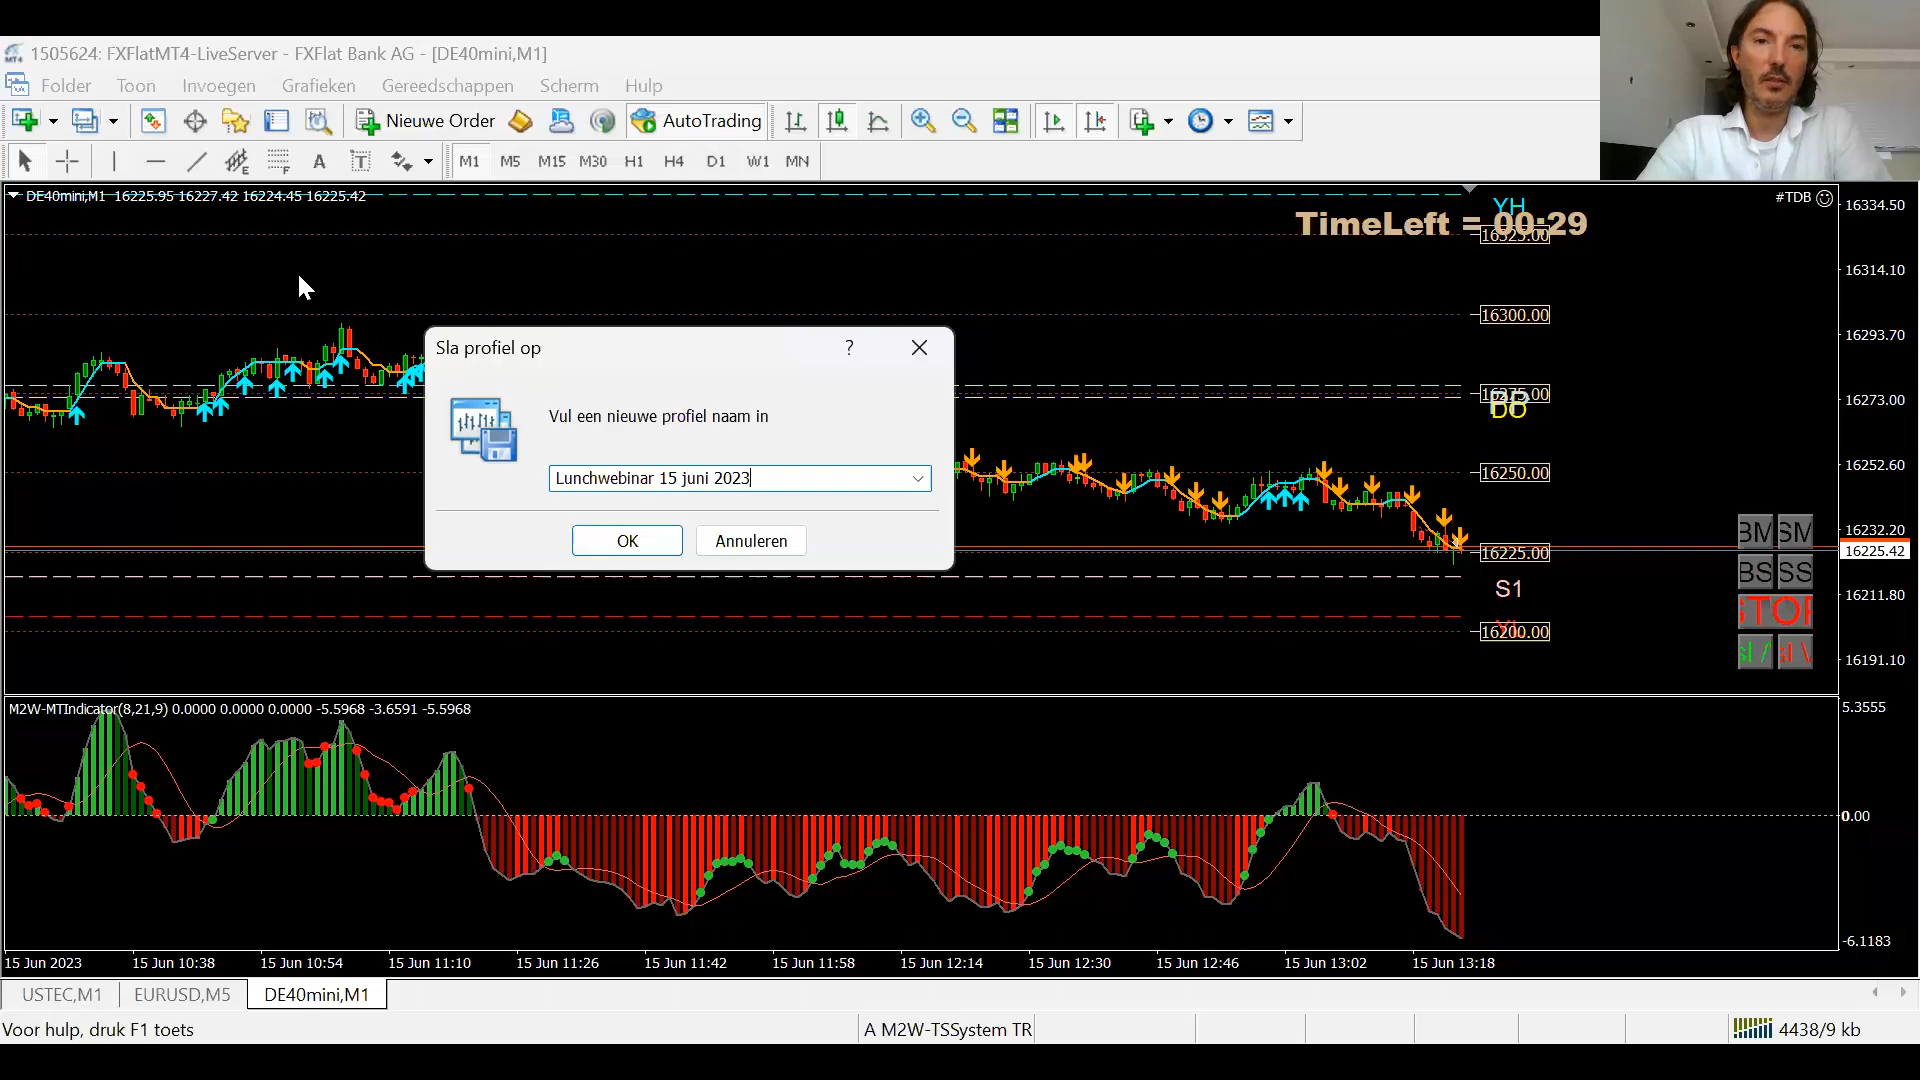 1505624: FXFlatMT4-LiveServer - FXFlat Bank AG - [DE40mini,M1]
Folder Toon Invoegen Grafieken Gereedschappen Scherm Hulp
Nieuwe Order AutoTrading
M1 M5 M15 M30 H1 H4 D1 W1 MN
DE40mini,M1 16225.95 16227.42 16224.45 16225.42
#TDB
YH
TimeLeft = 00:29
16334.50
16325.00
16314.10
16300.00
16293.70
16275.00
DO
16273.00
16252.60
16250.00
16232.20
16225.42
16225.00
16211.80
16200.00
16191.10
S1
BM SM
BS SS
STOP
sl / sl \
Sla profiel op
?
Vul een nieuwe profiel naam in
Lunchwebinar 15 juni 2023
OK Annuleren
M2W-MTIndicator(8,21,9) 0.0000 0.0000 0.0000 -5.5968 -3.6591 -5.5968
5.3555
0.00
-6.1183
15 Jun 2023 15 Jun 10:38 15 Jun 10:54 15 Jun 11:10 15 Jun 11:26 15 Jun 11:42 15 Jun 11:58 15 Jun 12:14 15 Jun 12:30 15 Jun 12:46 15 Jun 13:02 15 Jun 13:18
USTEC,M1 EURUSD,M5 DE40mini,M1
Voor hulp, druk F1 toets
A M2W-TSSystem TR
4438/9 kb